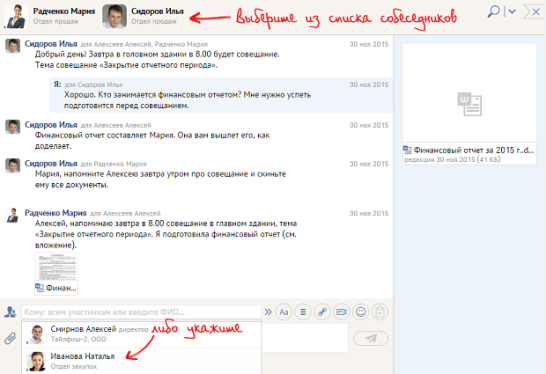 Радченко Мария
Отдел продаж
Сидоров Илья
Отдел продаж
Выберите из списка собеседников
Сидоров Илья для Алексеев Алексей, Радченко Мария 30 ноя 2015
Добрый день! Завтра в головном здании в 8.00 будет совещание.
Тема совещание «Закрытие отчетного периода».
Я: для Сидоров Илья 30 ноя 2015
Хорошо. Кто занимается финансовым отчетом? Мне нужно успеть
подготовится перед совещанием.
Сидоров Илья для Алексеев Алексей 30 ноя 2015
Финансовый отчет составляет Мария. Она вам вышлет его, как
доделает.
Сидоров Илья для Радченко Мария 30 ноя 2015
Мария, напомните Алексею завтра утром про совещание и скиньте
ему все документы.
Радченко Мария для Алексеев Алексей 30 ноя 2015
Алексей, напоминаю завтра в 8.00 совещание в главном здании, тема
«Закрытие отчетного периода». Я подготовила финансовый отчет (см.
вложение).
Финан...
Финансовый отчет за 2015 г..d...
редакция 30 ноя 2015 (41 КБ)
Кому: всем участникам или введите ФИО...
Aa
Смирнов Алексей директор
Тайлфиш-2, ООО
либо укажите
Иванова Наталья
Отдел закупок